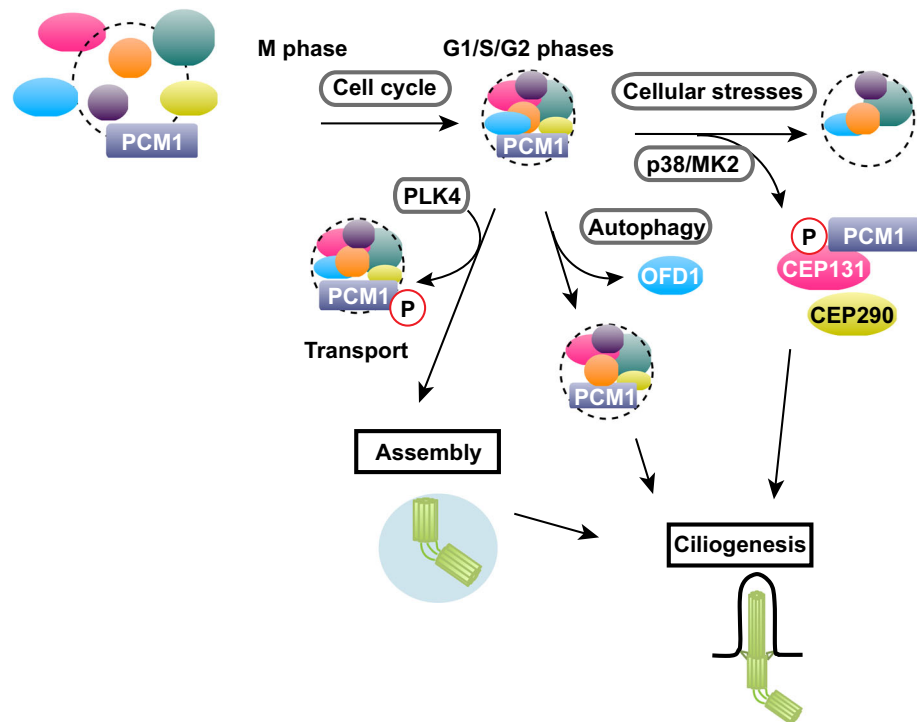 M phase
G1/S/G2 phases
Cell cycle
Cellular stresses
PCM1
PCM1
p38/MK2
PLK4
Autophagy
P
PCM1
OFD1
CEP131
PCM1
P
CEP290
Transport
PCM1
Assembly
Ciliogenesis